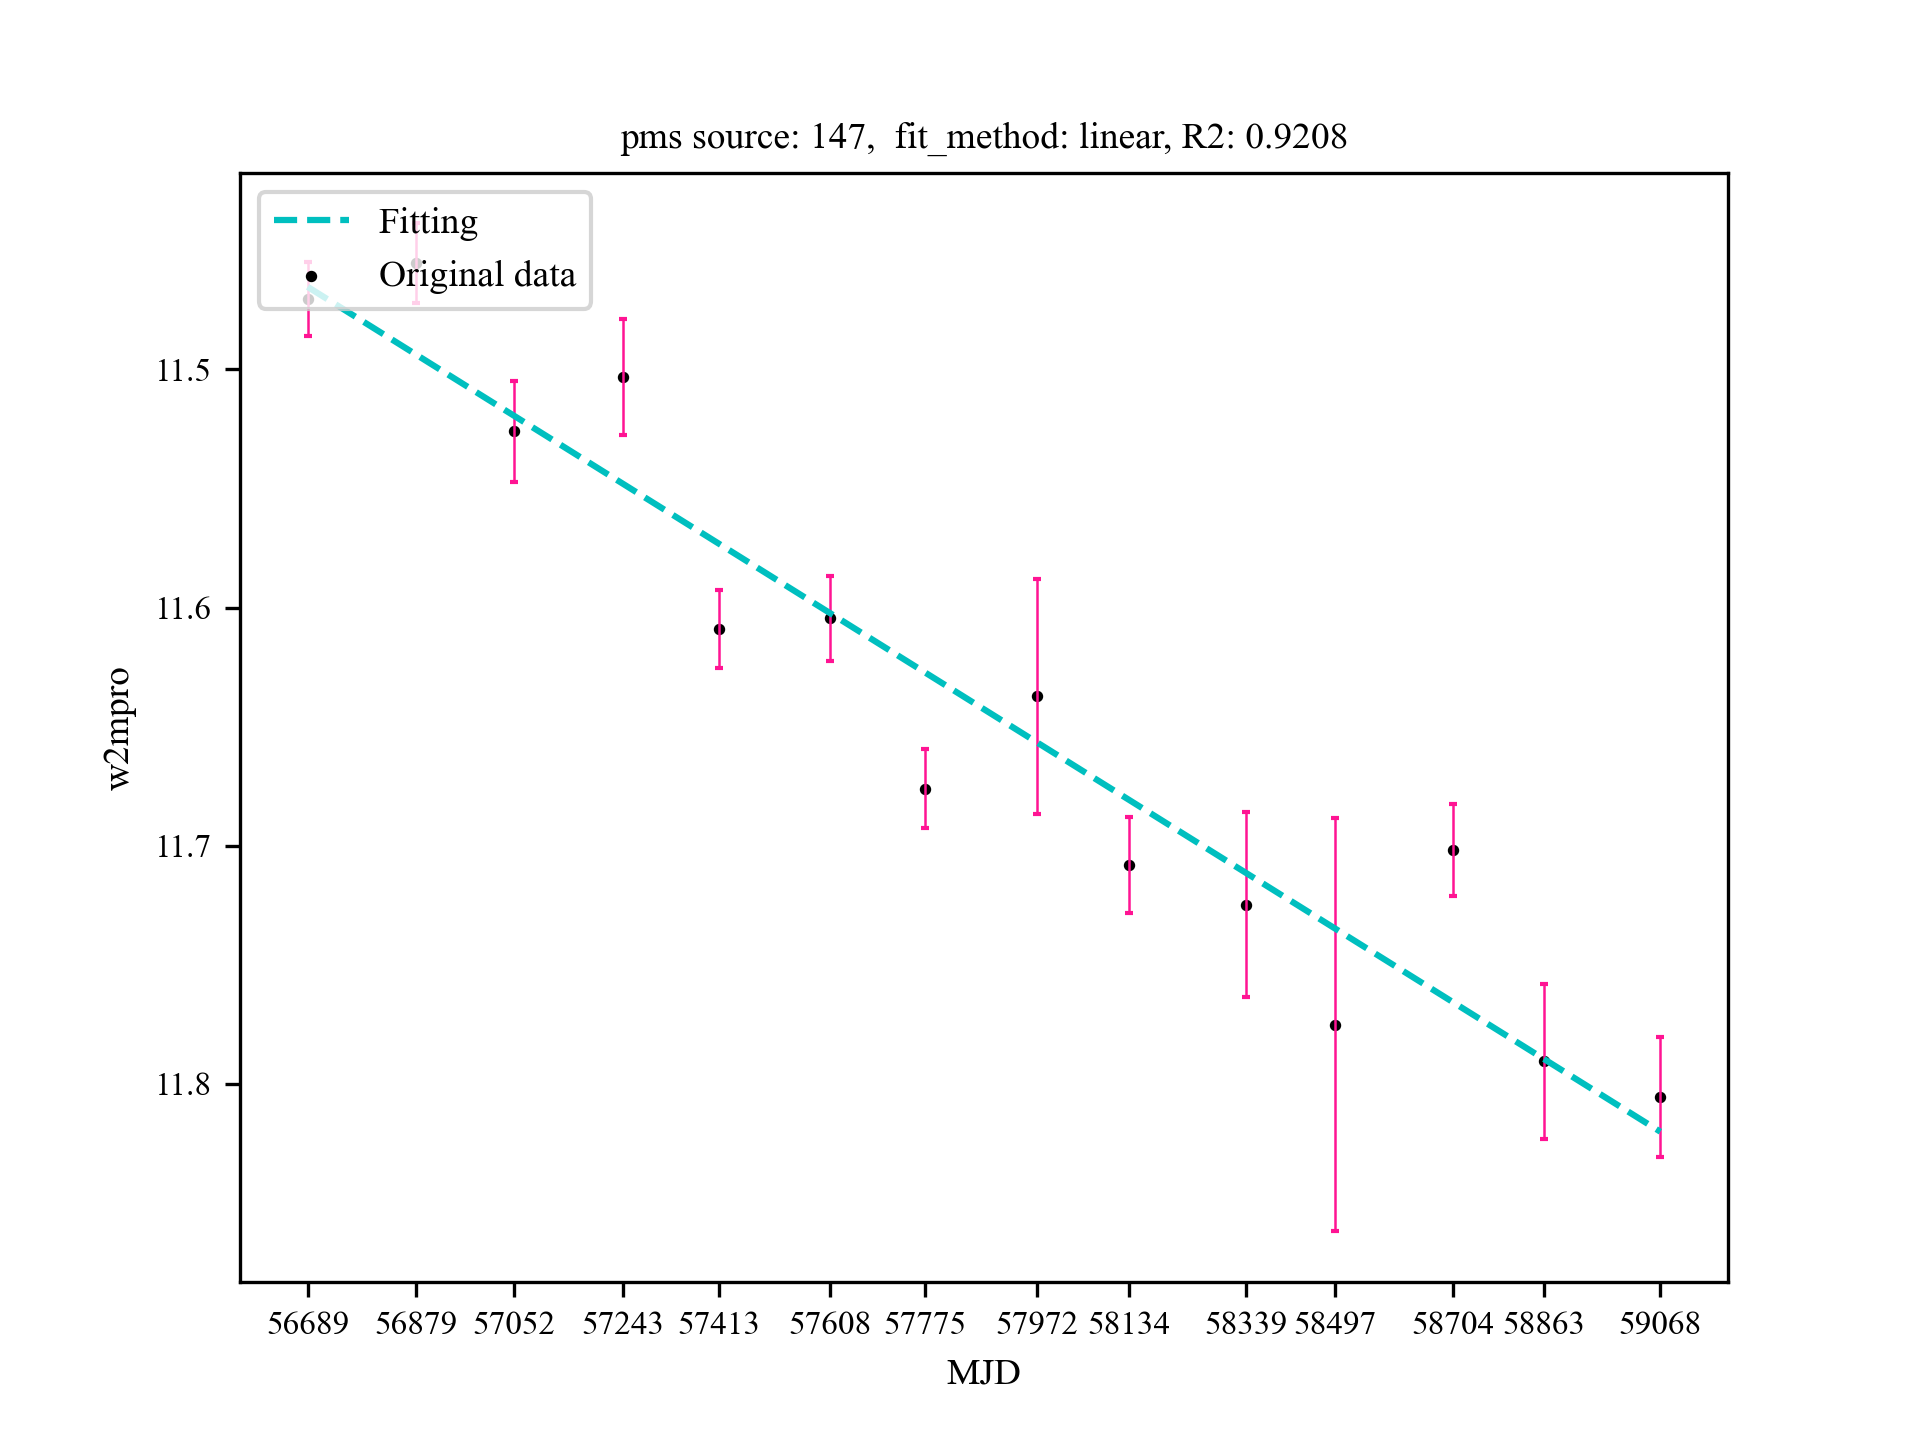 pms source: 147,  fit_method: linear, R2: 0.9208
Fitting
Original data
11.5
11.6
11.7
11.8
w2mpro
56689 56879 57052 57243 57413 57608 57775 57972 58134 58339 58497 58704 58863 59068
MJD